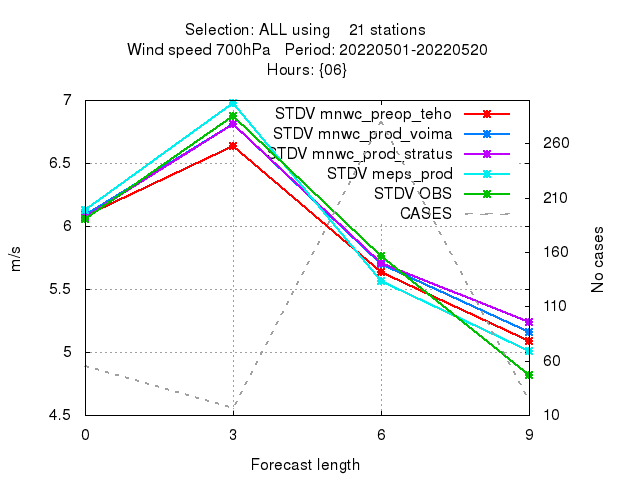 Selection: ALL using 21 stations
Wind speed 700hPa Period: 20220501-20220520
Hours: {06}
STDV mnwc_preop_teho
STDV mnwc_prod_voima
STDV mnwc_prod_stratus
STDV meps_prod
STDV OBS
CASES
7
6.5
6
5.5
5
4.5
m/s
260
210
160
110
60
10
No cases
0 3 6 9
Forecast length